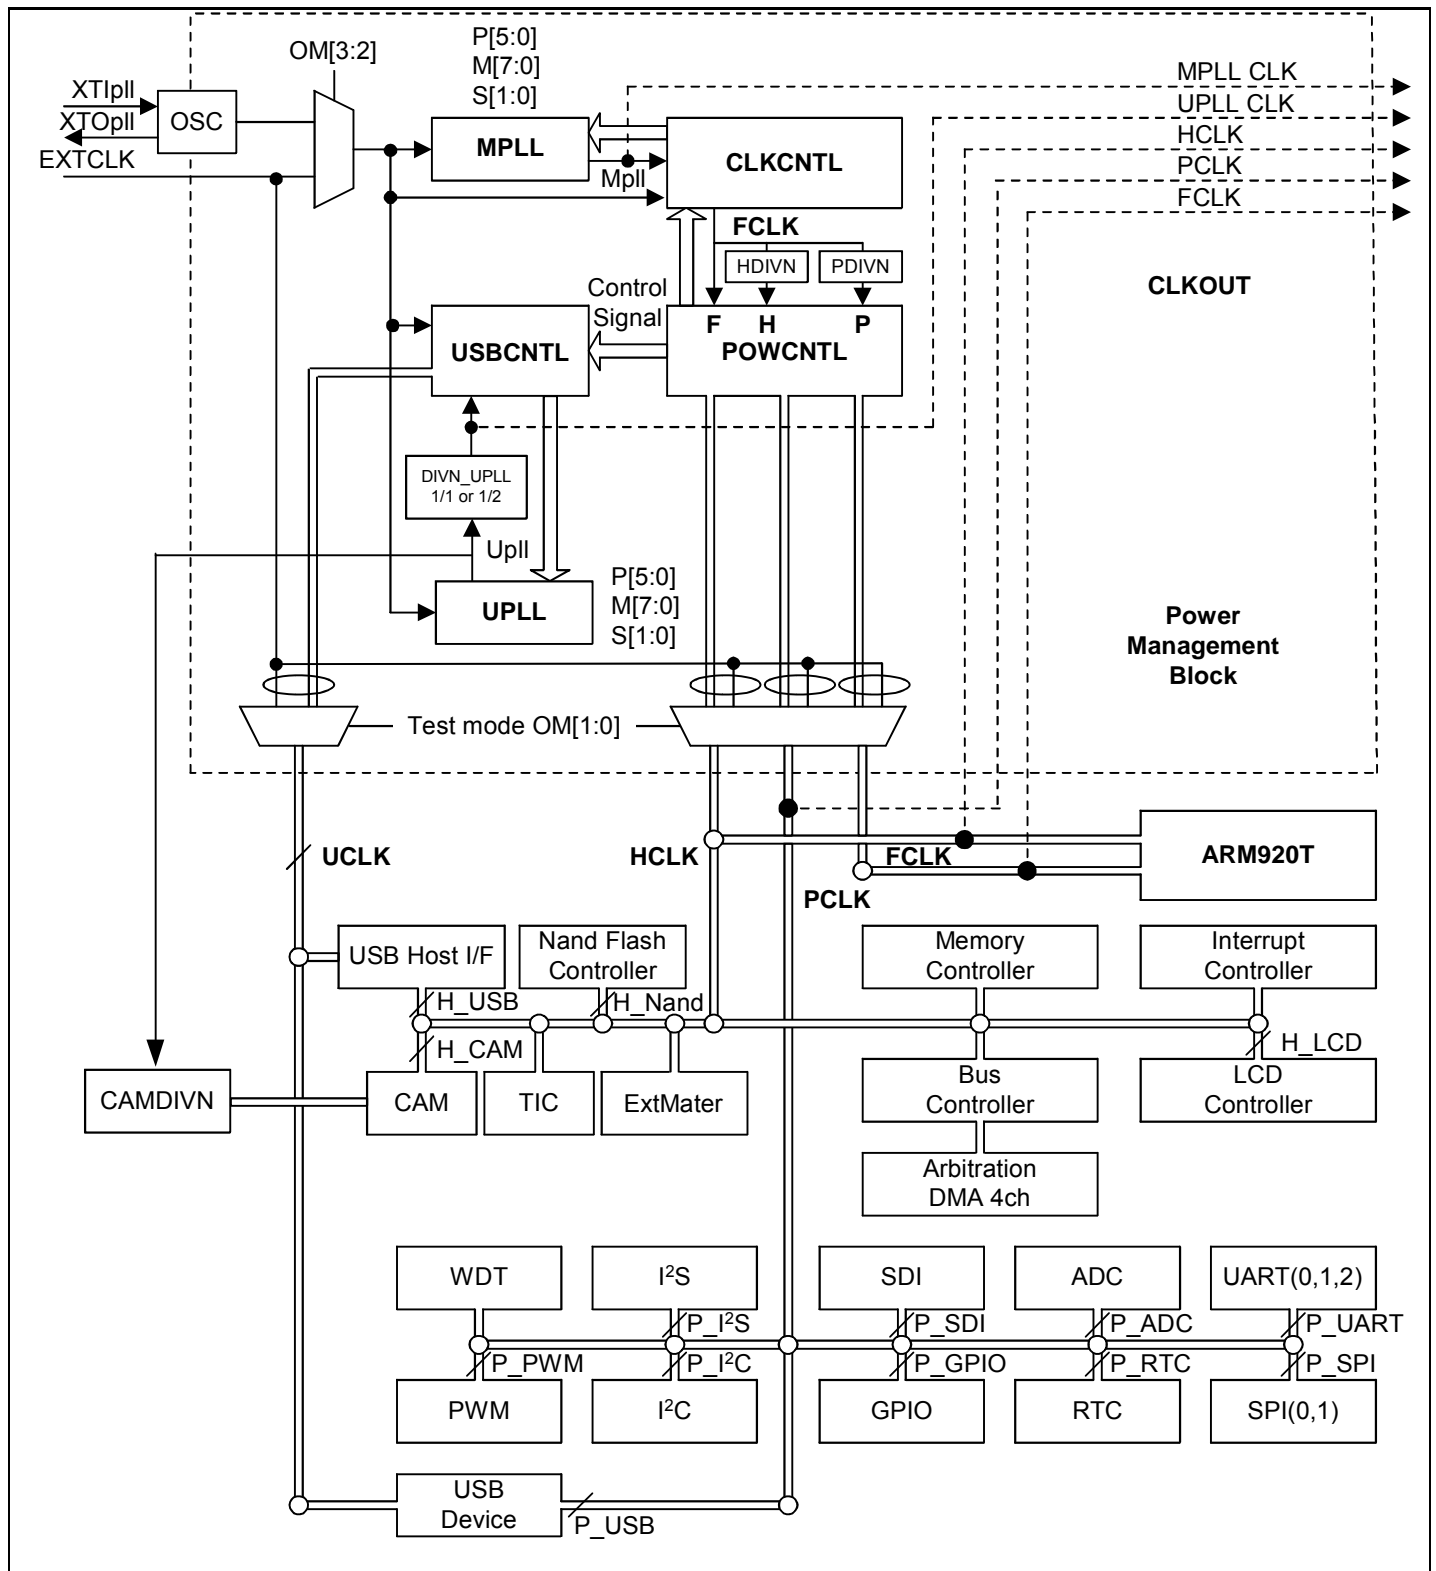 OM[3:2]
P[5:0]
M[7:0]
S[1:0]
XTIpll
XTOpll
EXTCLK
OSC
MPLL
Mpll
CLKCNTL
MPLL CLK
UPLL CLK
HCLK
PCLK
FCLK
FCLK
HDIVN
PDIVN
CLKOUT
Control
Signal
F H P
POWCNTL
USBCNTL
DIVN_UPLL
1/1 or 1/2
Upll
UPLL
P[5:0]
M[7:0]
S[1:0]
Power
Management
Block
Test mode OM[1:0]
UCLK
HCLK
FCLK
PCLK
ARM920T
USB Host I/F
Nand Flash
Controller
Memory
Controller
Interrupt
Controller
H_USB
H_Nand
H_CAM
H_LCD
CAMDIVN
CAM
TIC
ExtMater
Bus
Controller
LCD
Controller
Arbitration
DMA 4ch
WDT
I²S
SDI
ADC
UART(0,1,2)
P_I²S
P_SDI
P_ADC
P_UART
P_PWM
P_I²C
P_GPIO
P_RTC
P_SPI
PWM
I²C
GPIO
RTC
SPI(0,1)
USB
Device
P_USB